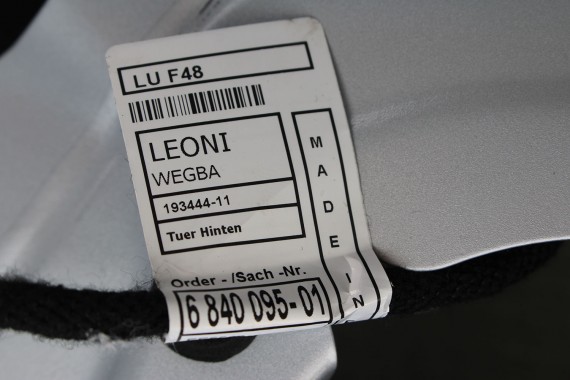 LU F48
LEONI
WEGBA
193444-11
Tuer Hinten
MADE IN
Order - /Sach -Nr.
6 840 095-01